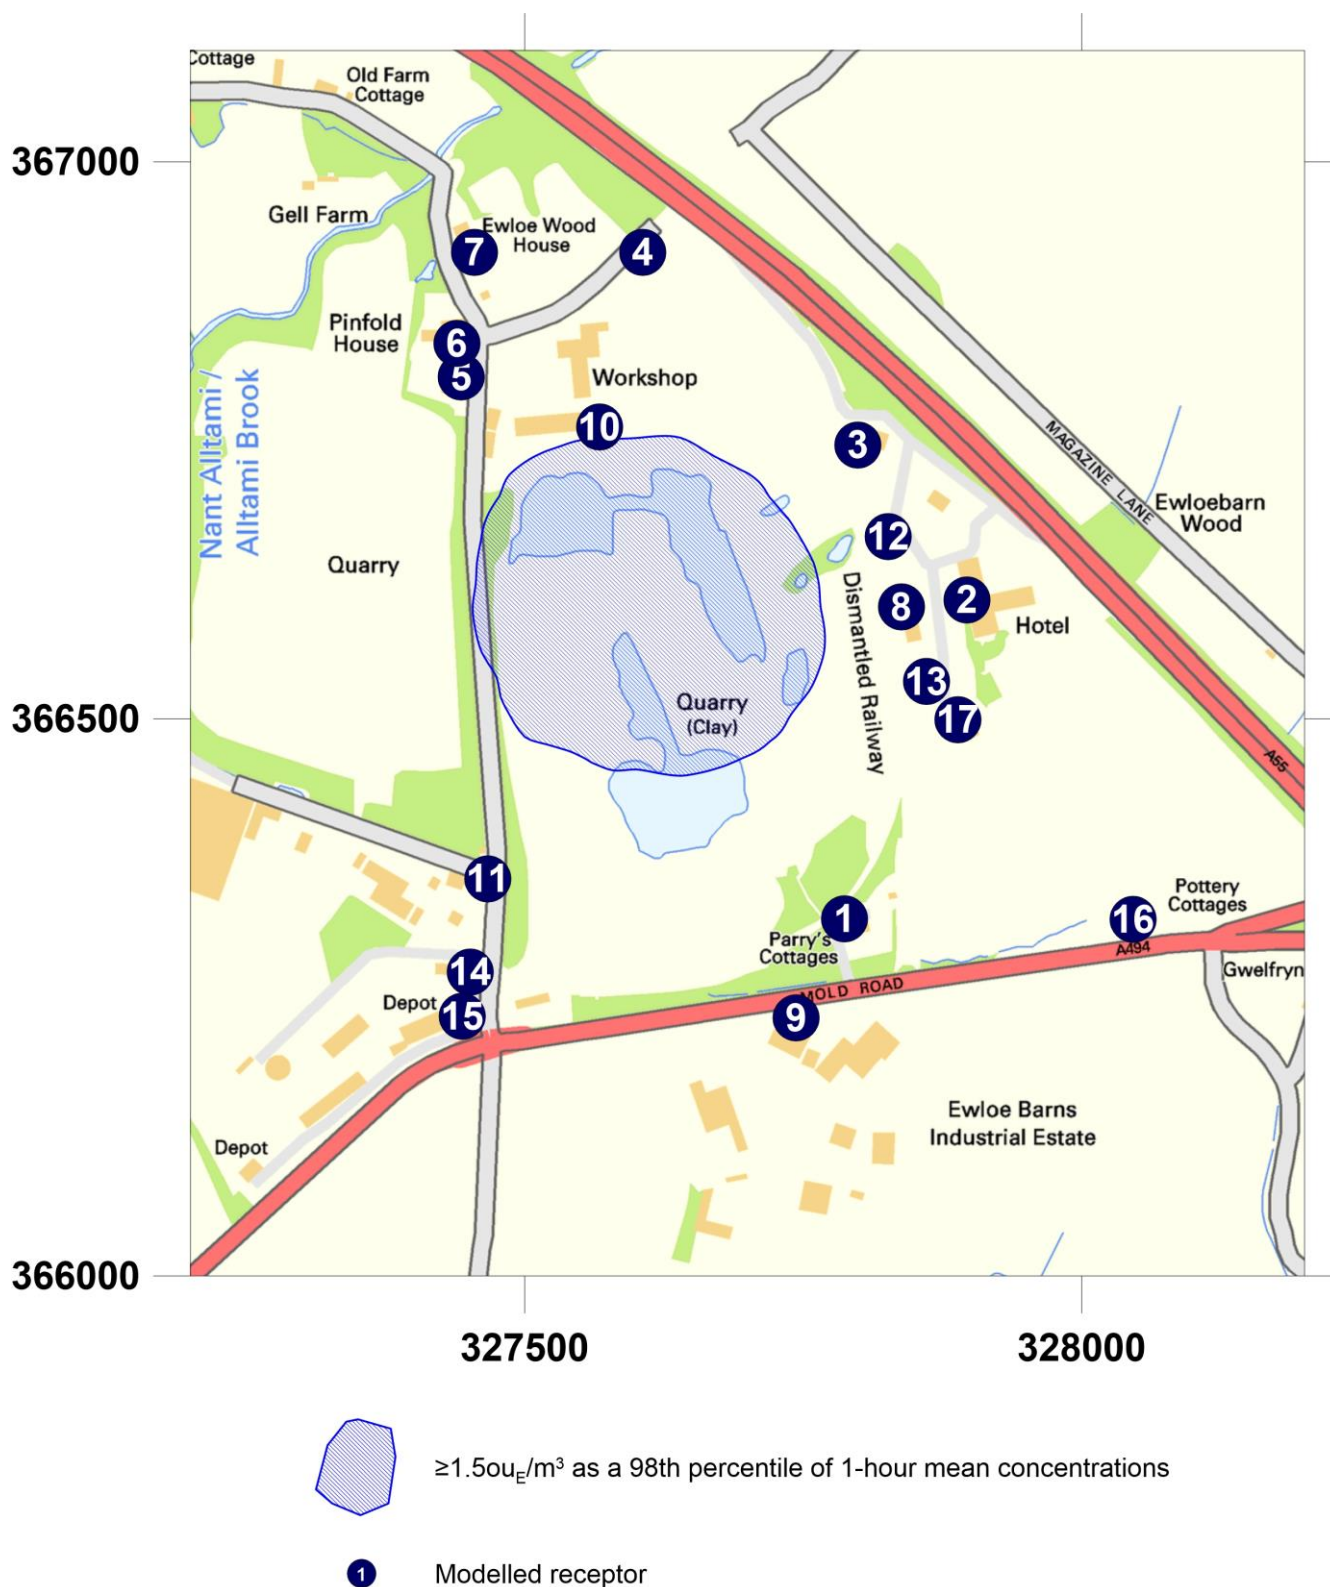 Cottage
Old Farm
Cottage
367000
Gell Farm
Ewloe Wood
House
7
4
Pinfold
House
6
5
Workshop
10
3
Nant Alltami /
Alltami Brook
MAGAZINE LANE
Ewloebarn
Wood
Quarry
12
8
2
Hotel
Dismantled Railway
13
17
366500
Quarry
(Clay)
A55
11
1
Parry's
Cottages
16
Pottery
Cottages
A494
Gwelfryn
14
Depot
15
MOLD ROAD
9
Ewloe Barns
Industrial Estate
Depot
366000
327500
328000
≥1.5ouE/m³ as a 98th percentile of 1-hour mean concentrations
1
Modelled receptor